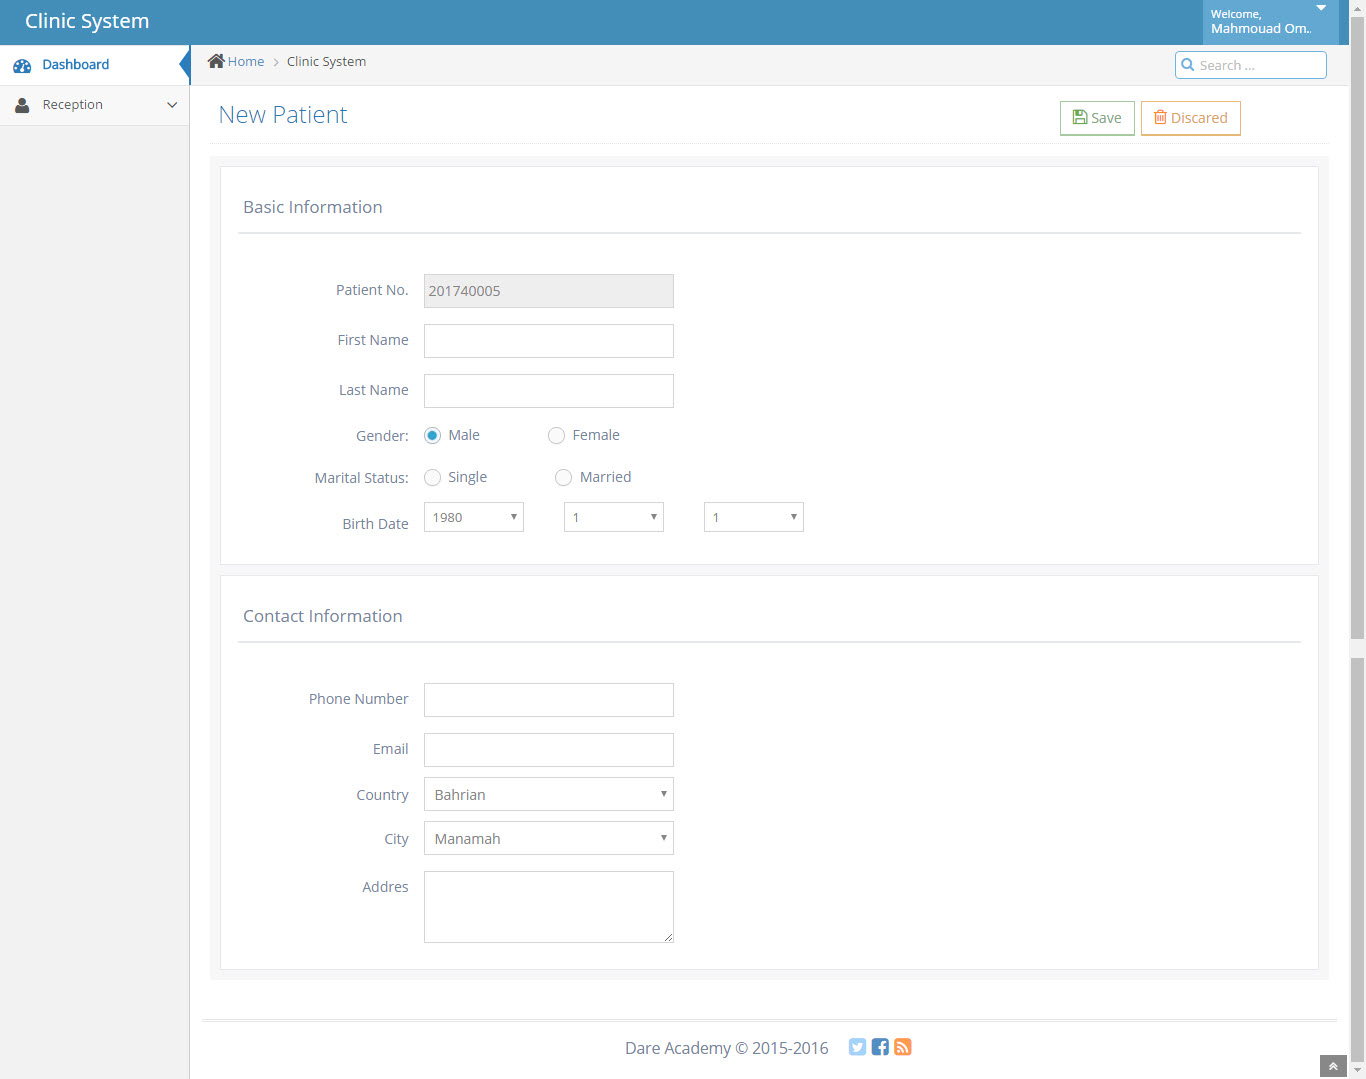 Clinic System
Welcome,
Mahmouad Om..
Dashboard
Reception
Home > Clinic System
Search ...
New Patient
Save
Discared
Basic Information
Patient No. 201740005
First Name
Last Name
Gender: Male Female
Marital Status: Single Married
Birth Date 1980 1 1
Contact Information
Phone Number
Email
Country Bahrian
City Manamah
Addres
Dare Academy © 2015-2016